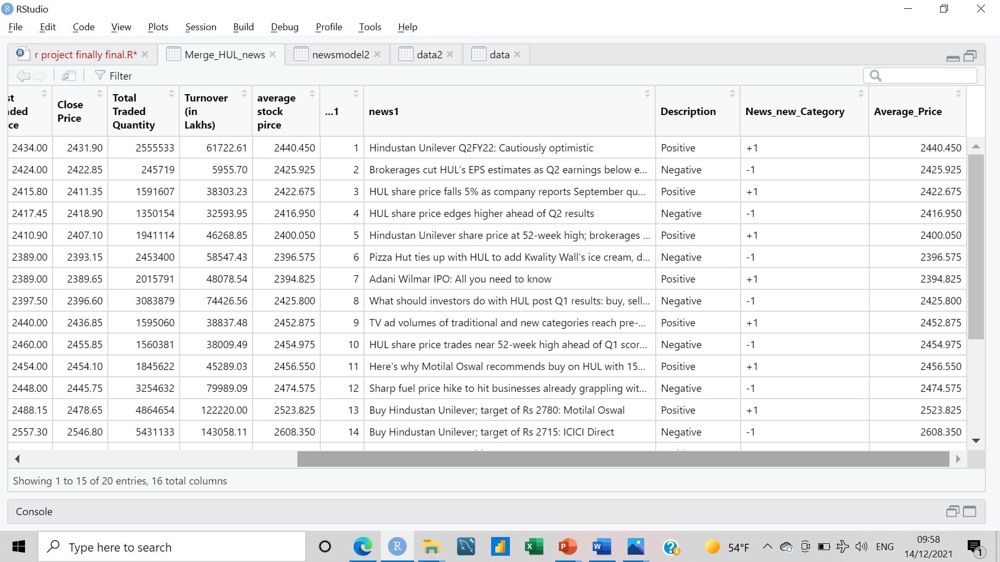 RStudio
File Edit Code View Plots Session Build Debug Profile Tools Help
r project finally final.R* Merge_HUL_news newsmodel2 data2 data
Filter
st ded ce Close Price Total Traded Quantity Turnover (in Lakhs) average stock pirce ...1 news1 Description News_new_Category Average_Price
2434.00 2431.90 2555533 61722.61 2440.450 1 Hindustan Unilever Q2FY22: Cautiously optimistic Positive +1 2440.450
2424.00 2422.85 245719 5955.70 2425.925 2 Brokerages cut HUL’s EPS estimates as Q2 earnings below e... Negative -1 2425.925
2415.80 2411.35 1591607 38303.23 2422.675 3 HUL share price falls 5% as company reports September qu... Positive +1 2422.675
2417.45 2418.90 1350154 32593.95 2416.950 4 HUL share price edges higher ahead of Q2 results Negative -1 2416.950
2410.90 2407.10 1941114 46268.85 2400.050 5 Hindustan Unilever share price at 52-week high; brokerages ... Positive +1 2400.050
2389.00 2393.15 2453400 58547.43 2396.575 6 Pizza Hut ties up with HUL to add Kwality Wall's ice cream, d... Negative -1 2396.575
2389.00 2389.65 2015791 48078.54 2394.825 7 Adani Wilmar IPO: All you need to know Positive +1 2394.825
2397.50 2396.60 3083879 74426.56 2425.800 8 What should investors do with HUL post Q1 results: buy, sell... Negative -1 2425.800
2440.00 2436.85 1595060 38837.48 2452.875 9 TV ad volumes of traditional and new categories reach pre-... Positive +1 2452.875
2460.00 2455.85 1560381 38009.49 2454.975 10 HUL share price trades near 52-week high ahead of Q1 scor... Negative -1 2454.975
2454.00 2454.10 1845622 45289.03 2456.550 11 Here's why Motilal Oswal recommends buy on HUL with 15... Positive +1 2456.550
2448.00 2445.75 3254632 79989.09 2474.575 12 Sharp fuel price hike to hit businesses already grappling wit... Negative -1 2474.575
2488.15 2478.65 4864654 122220.00 2523.825 13 Buy Hindustan Unilever; target of Rs 2780: Motilal Oswal Positive +1 2523.825
2557.30 2546.80 5431133 143058.11 2608.350 14 Buy Hindustan Unilever; target of Rs 2715: ICICI Direct Negative -1 2608.350
Showing 1 to 15 of 20 entries, 16 total columns
Console
Type here to search
54°F ENG 09:58
14/12/2021
1